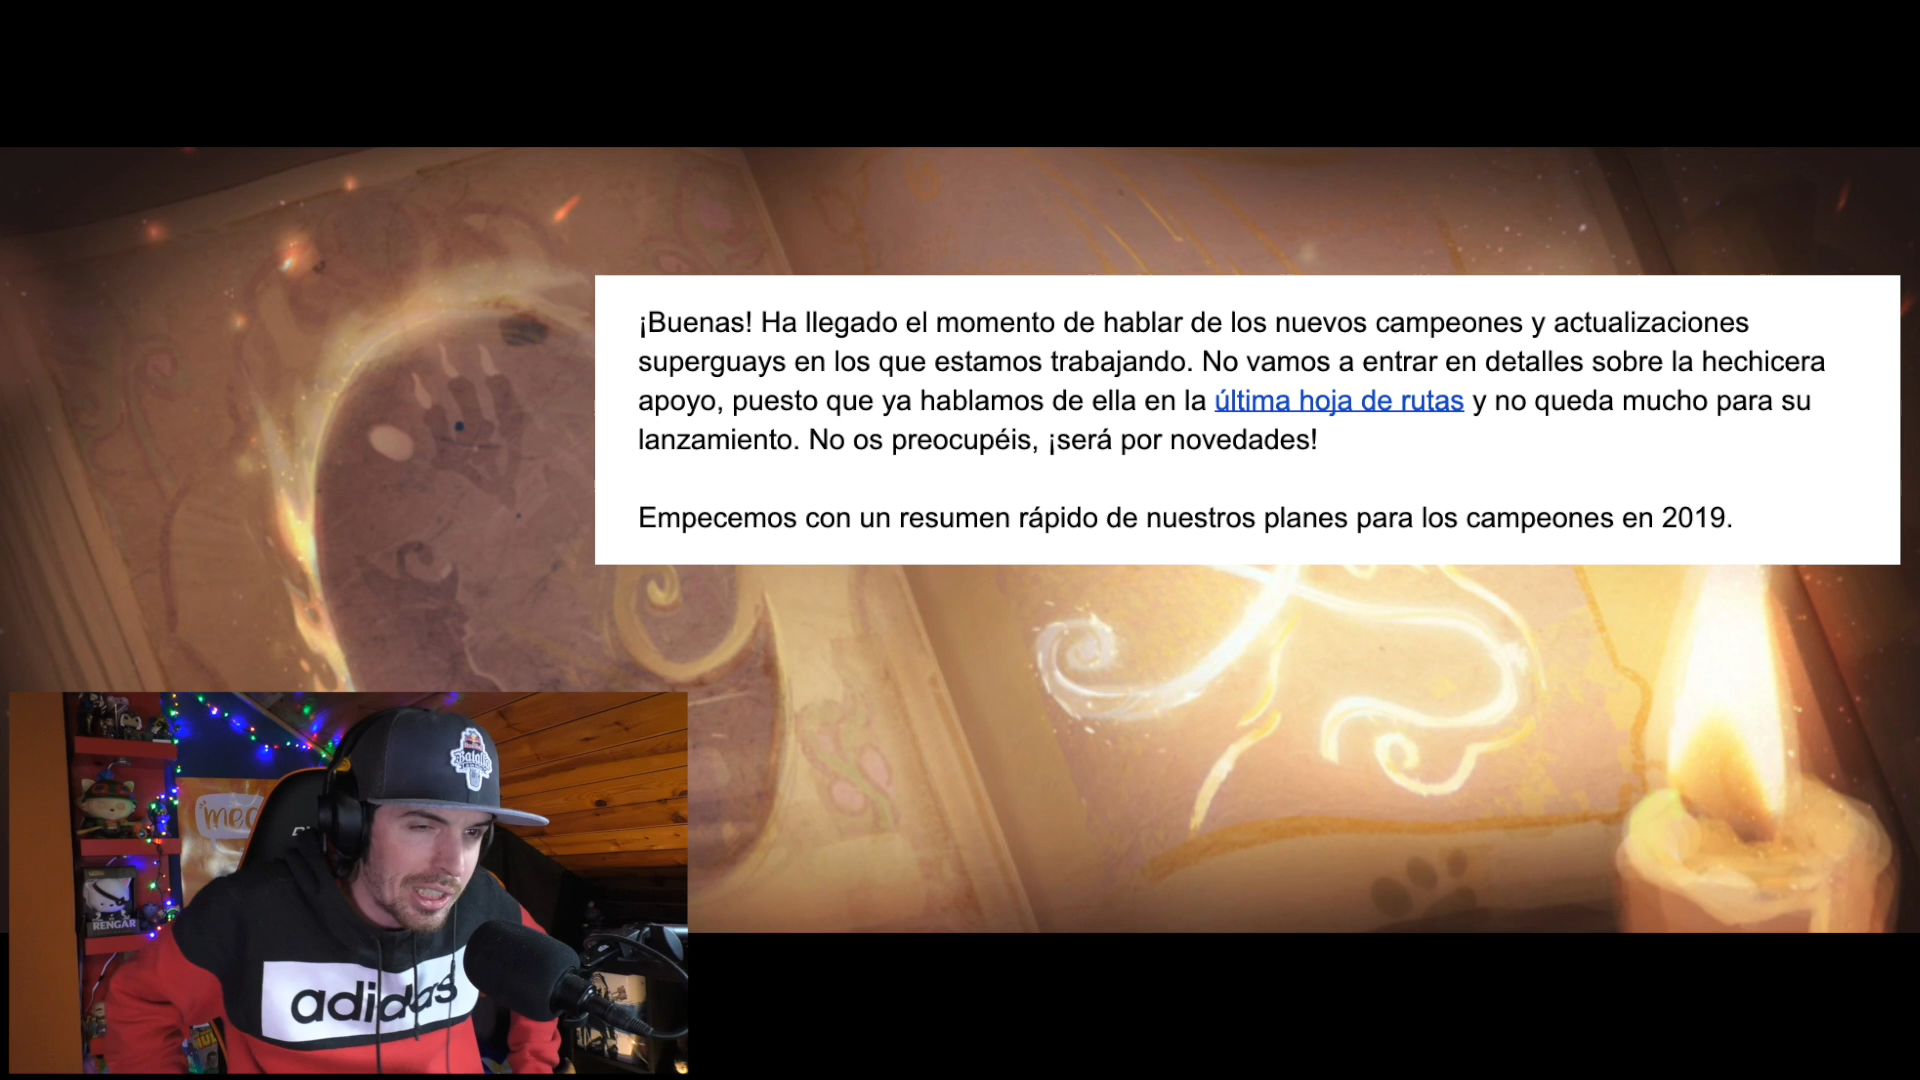 ¡Buenas! Ha llegado el momento de hablar de los nuevos campeones y actualizaciones
superguays en los que estamos trabajando. No vamos a entrar en detalles sobre la hechicera
apoyo, puesto que ya hablamos de ella en la última hoja de rutas y no queda mucho para su
lanzamiento. No os preocupéis, ¡será por novedades!
Empecemos con un resumen rápido de nuestros planes para los campeones en 2019.
Batalla
meo
RENGAR
adidas